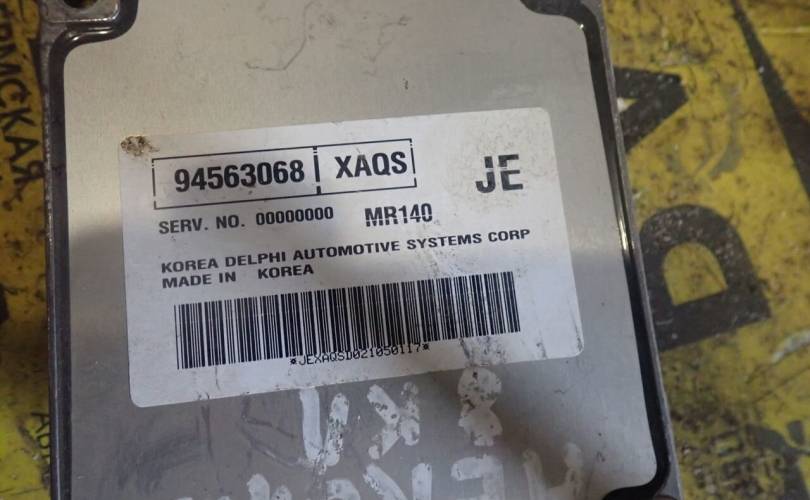 94563068 XAQS
JE
SERV. NO. 00000000 MR140
KOREA DELPHI AUTOMOTIVE SYSTEMS CORP
MADE IN KOREA
*JEXAQSD021050117*